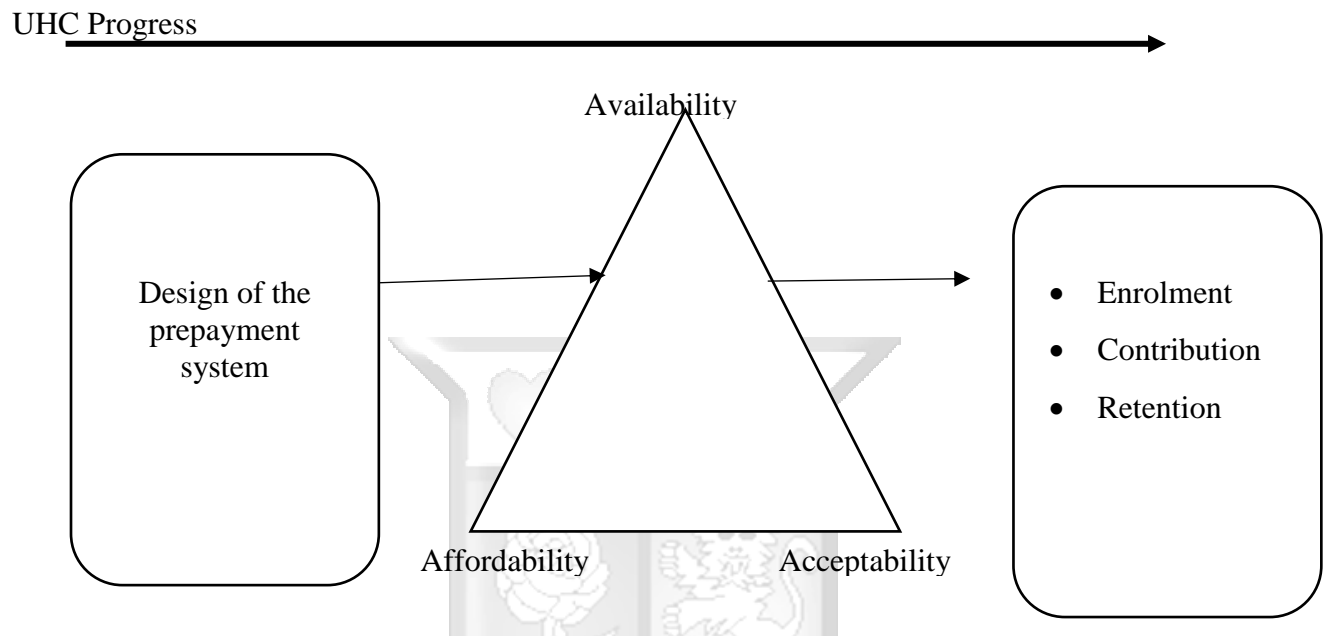 UHC Progress
Availability
Design of the
prepayment
system
• Enrolment
• Contribution
• Retention
Affordability
Acceptability